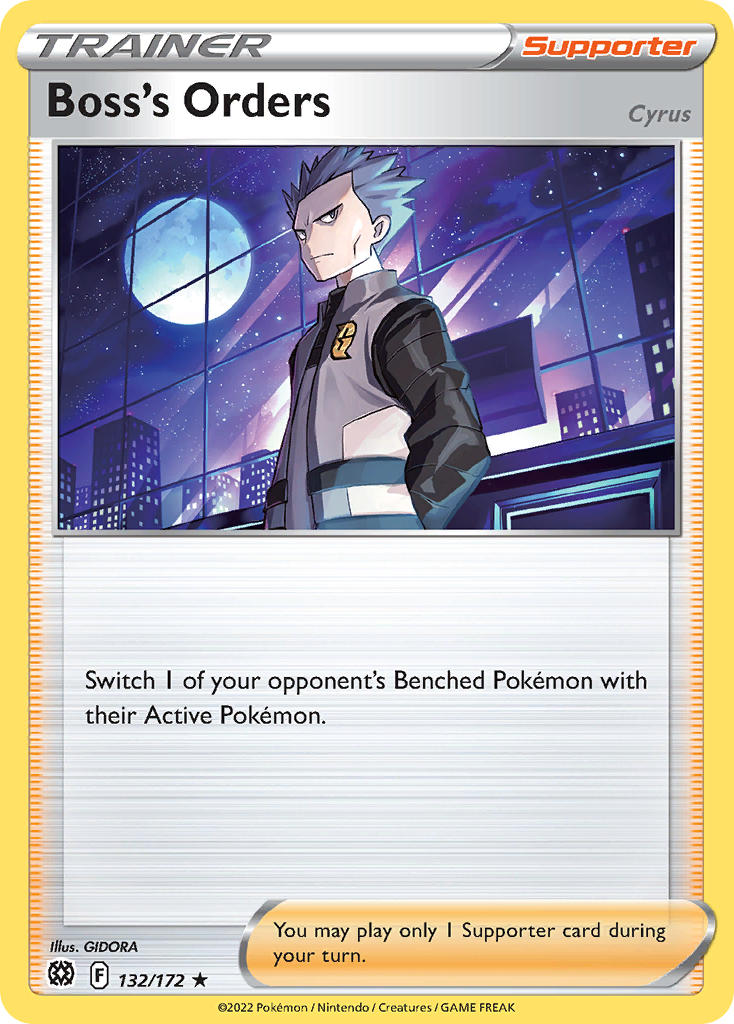 TRAINER
Supporter
Boss's Orders
Cyrus
Switch 1 of your opponent's Benched Pokémon with
their Active Pokémon.
You may play only 1 Supporter card during
your turn.
Illus. GIDORA
F 132/172 ★
©2022 Pokémon / Nintendo / Creatures / GAME FREAK